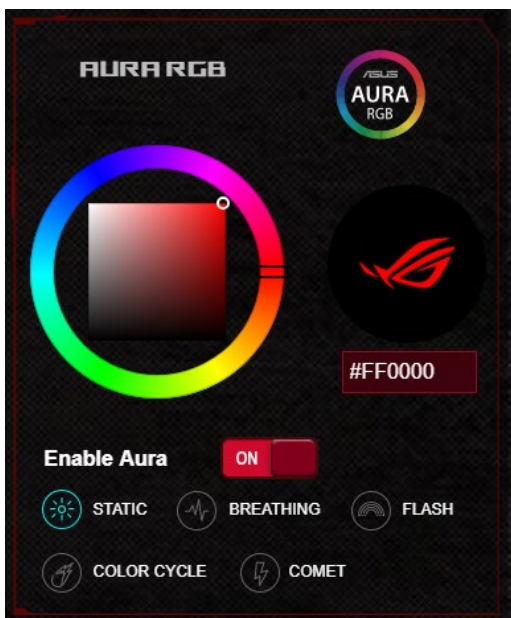 AURA RGB
ASUS
AURA
RGB
#FF0000
Enable Aura ON
STATIC BREATHING FLASH
COLOR CYCLE COMET